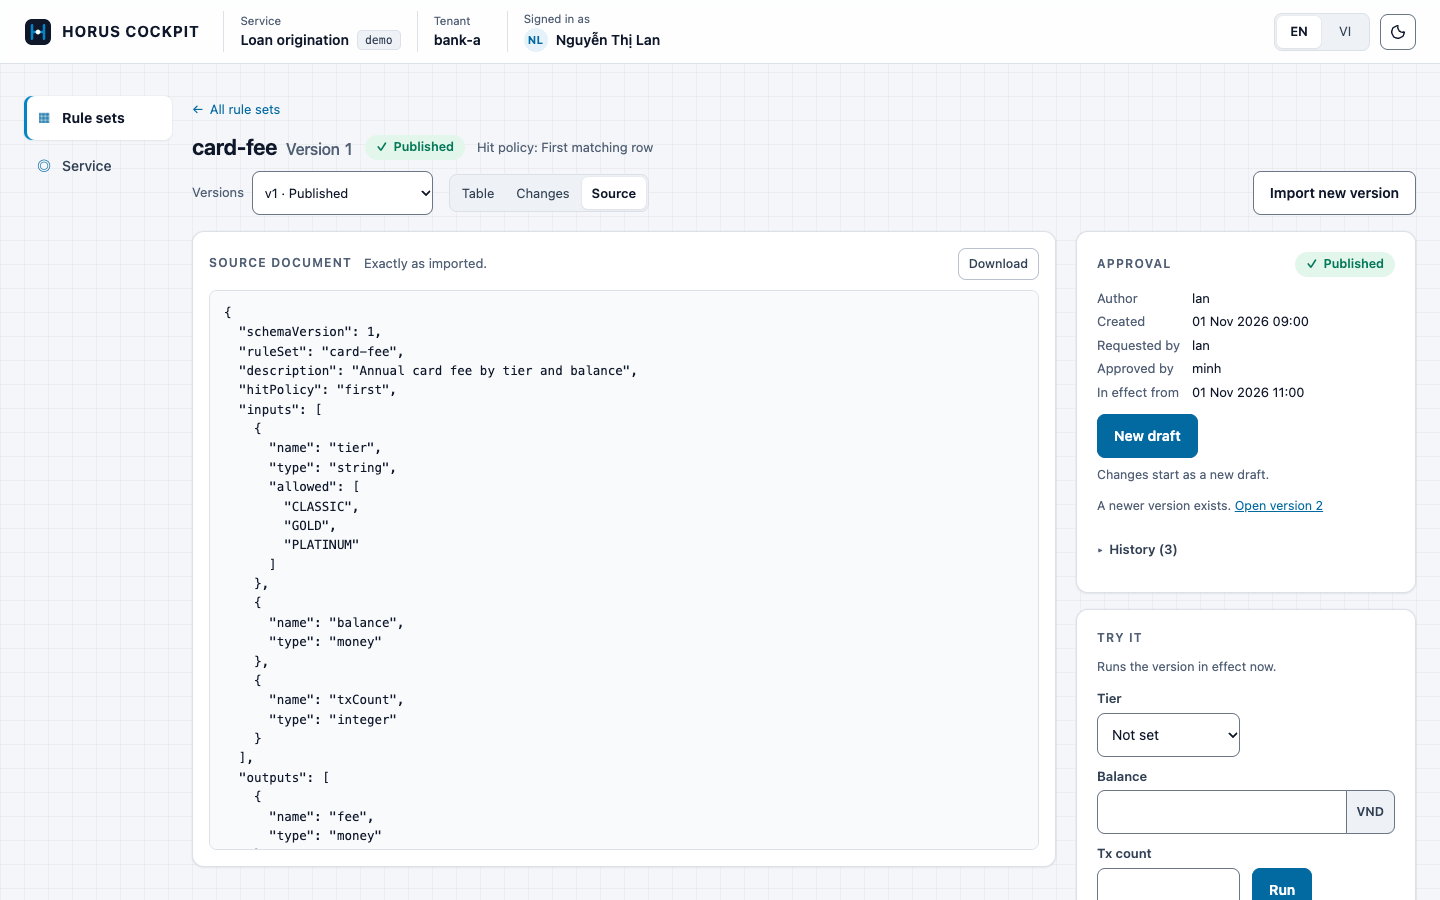 HORUS COCKPIT
Service
Loan origination demo
Tenant
bank-a
Signed in as
NL Nguyễn Thị Lan
EN VI
Rule sets
Service
← All rule sets
card-fee Version 1 ✓ Published Hit policy: First matching row
Versions v1 · Published Table Changes Source
Import new version
SOURCE DOCUMENT Exactly as imported. Download
{
  "schemaVersion": 1,
  "ruleSet": "card-fee",
  "description": "Annual card fee by tier and balance",
  "hitPolicy": "first",
  "inputs": [
    {
      "name": "tier",
      "type": "string",
      "allowed": [
        "CLASSIC",
        "GOLD",
        "PLATINUM"
      ]
    },
    {
      "name": "balance",
      "type": "money"
    },
    {
      "name": "txCount",
      "type": "integer"
    }
  ],
  "outputs": [
    {
      "name": "fee",
      "type": "money"
APPROVAL ✓ Published
Author lan
Created 01 Nov 2026 09:00
Requested by lan
Approved by minh
In effect from 01 Nov 2026 11:00
New draft
Changes start as a new draft.
A newer version exists. Open version 2
▸ History (3)
TRY IT
Runs the version in effect now.
Tier
Not set
Balance
VND
Tx count
Run